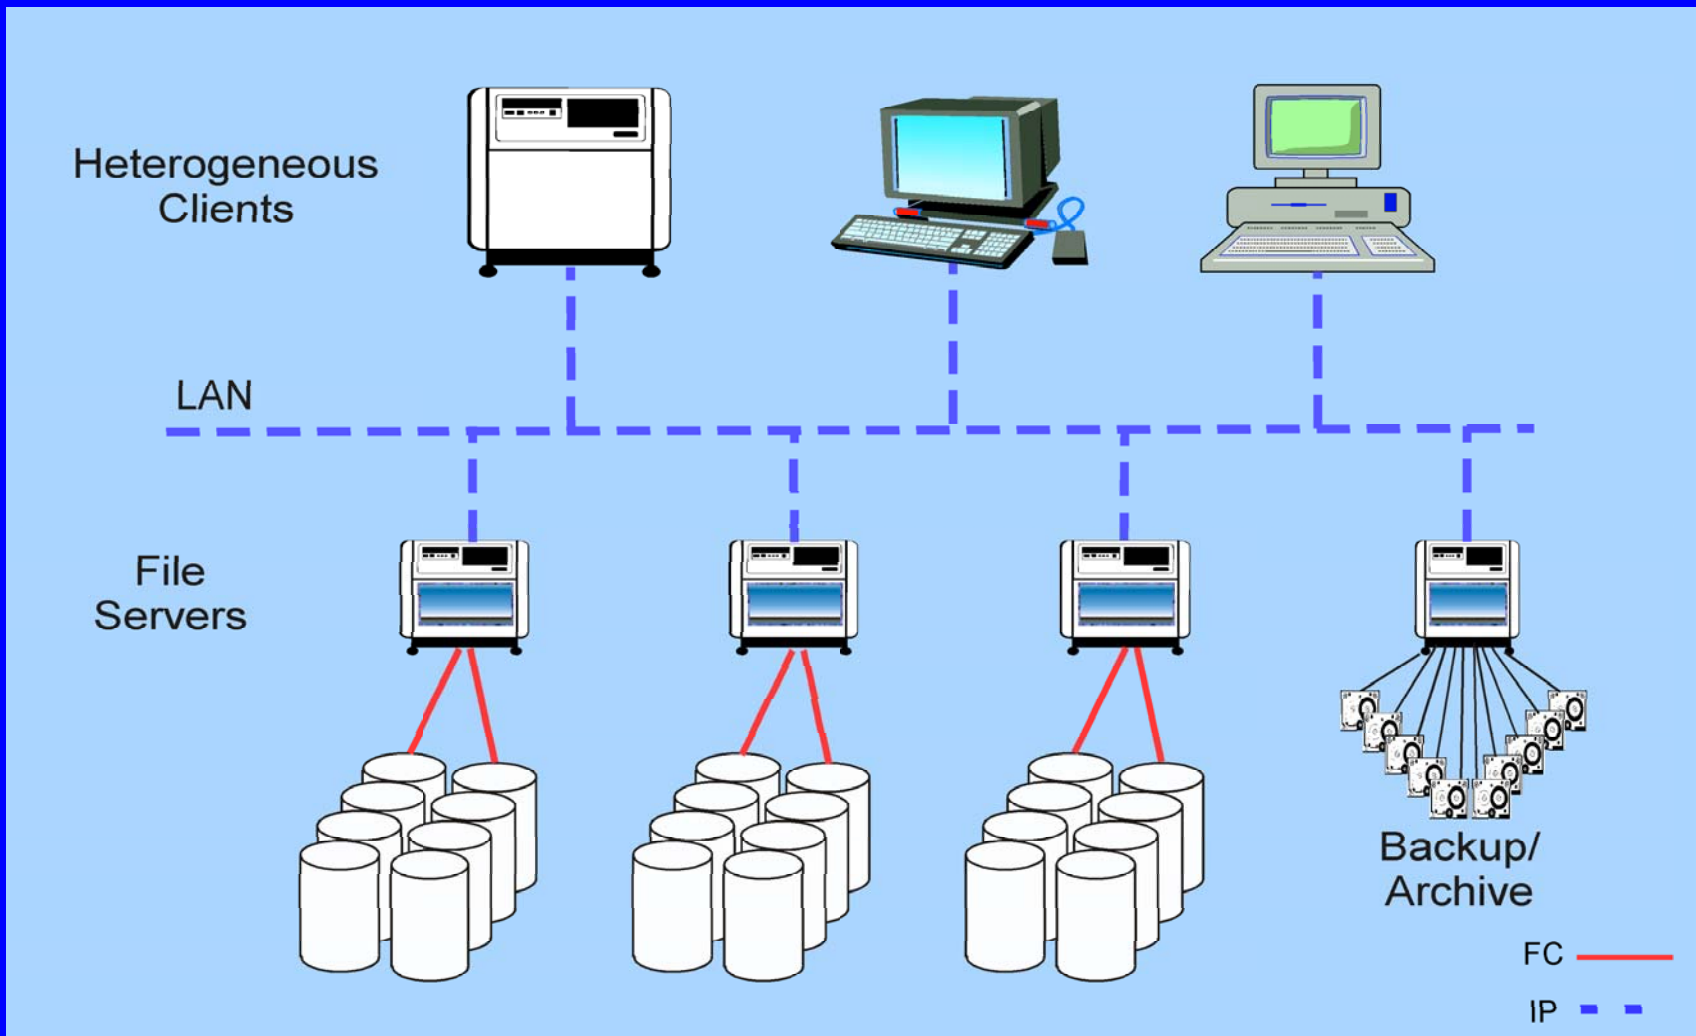 Heterogeneous
Clients
LAN
File
Servers
Backup/
Archive
FC
IP